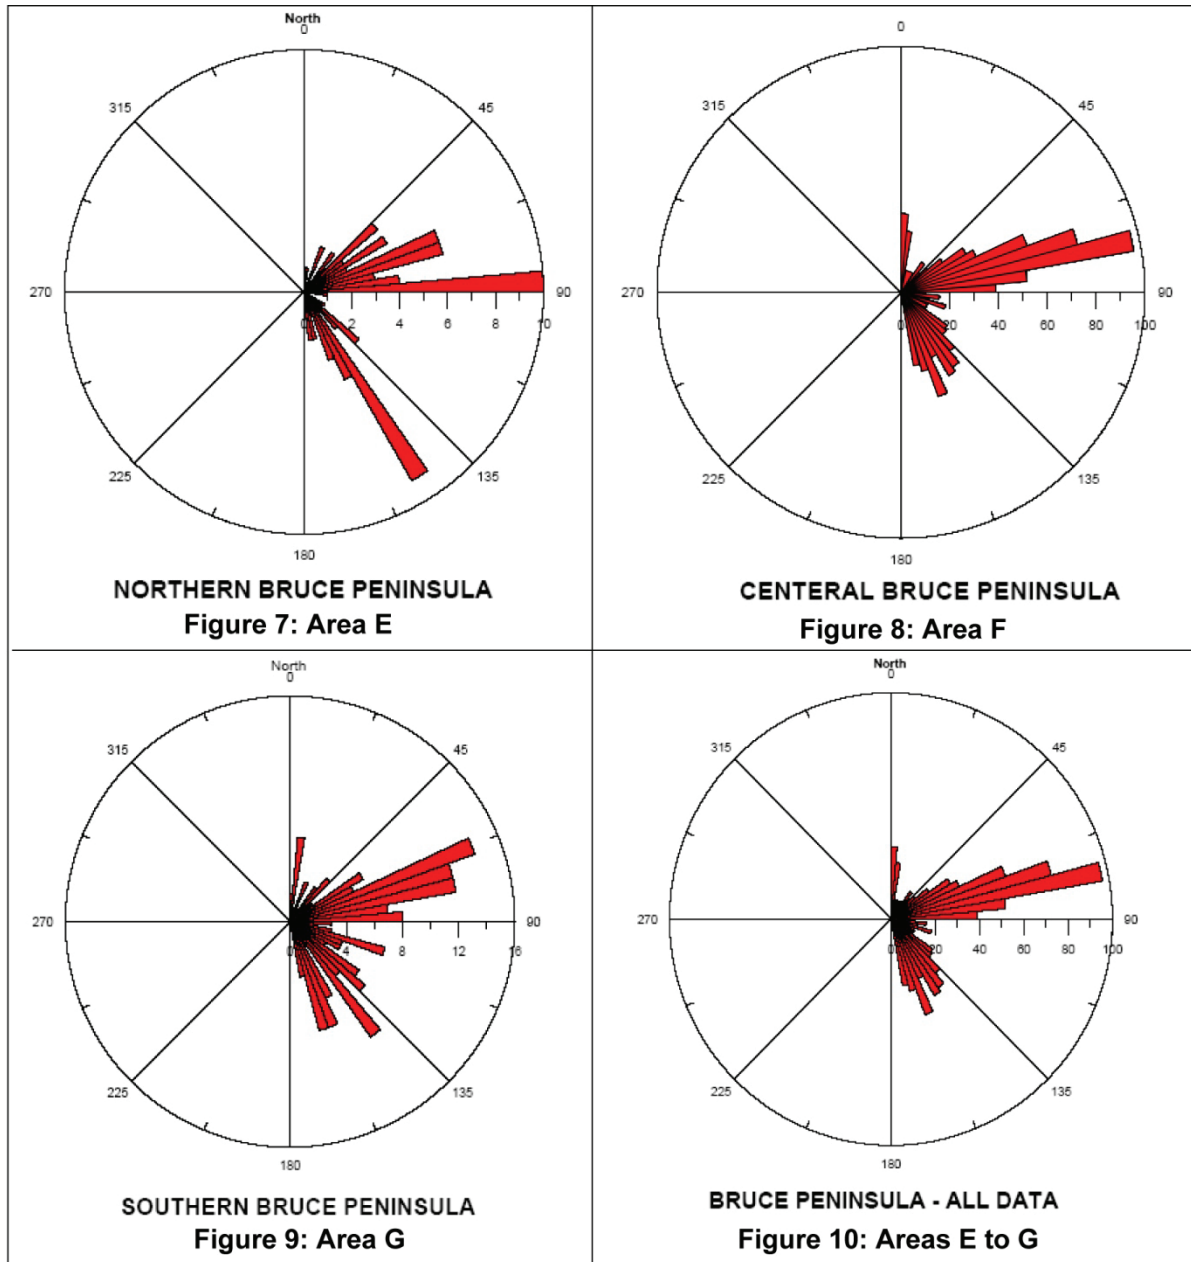 North
0
315
45
270
90
0 2 4 6 8 10
225
135
180
NORTHERN BRUCE PENINSULA
Figure 7: Area E
0
315
45
270
90
0 20 40 60 80 100
225
135
180
CENTERAL BRUCE PENINSULA
Figure 8: Area F
North
0
315
45
270
90
0 4 8 12 16
225
135
180
SOUTHERN BRUCE PENINSULA
Figure 9: Area G
North
0
315
45
270
90
0 20 40 60 80 100
225
135
180
BRUCE PENINSULA - ALL DATA
Figure 10: Areas E to G